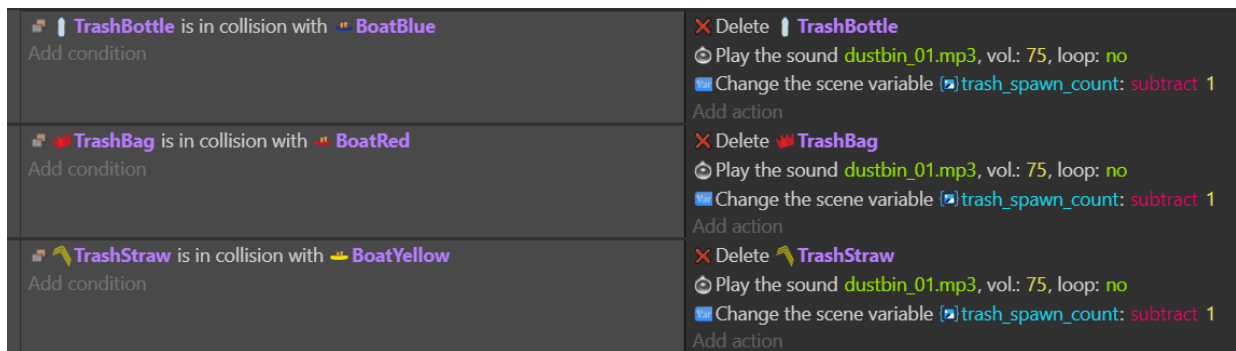 TrashBottle is in collision with BoatBlue
Add condition
Delete TrashBottle
Play the sound dustbin_01.mp3, vol.: 75, loop: no
Var Change the scene variable trash_spawn_count: subtract 1
Add action
TrashBag is in collision with BoatRed
Add condition
Delete TrashBag
Play the sound dustbin_01.mp3, vol.: 75, loop: no
Var Change the scene variable trash_spawn_count: subtract 1
Add action
TrashStraw is in collision with BoatYellow
Add condition
Delete TrashStraw
Play the sound dustbin_01.mp3, vol.: 75, loop: no
Var Change the scene variable trash_spawn_count: subtract 1
Add action